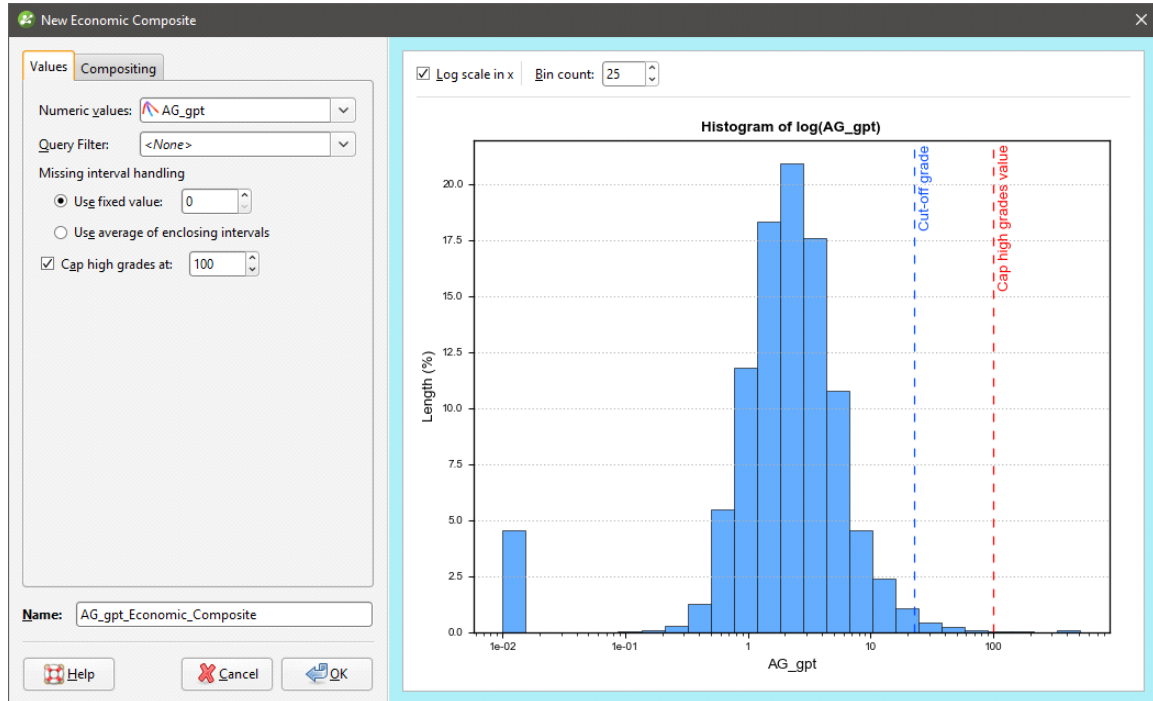 New Economic Composite
Values Compositing
Numeric values: AG_gpt
Query Filter: <None>
Missing interval handling
Use fixed value: 0
Use average of enclosing intervals
Cap high grades at: 100
Name: AG_gpt_Economic_Composite
Help Cancel OK
Log scale in x Bin count: 25
Histogram of log(AG_gpt)
Cut-off grade
Cap high grades value
Length (%)
20.0
17.5
15.0
12.5
10.0
7.5
5.0
2.5
0.0
1e-02 1e-01 1 10 100
AG_gpt